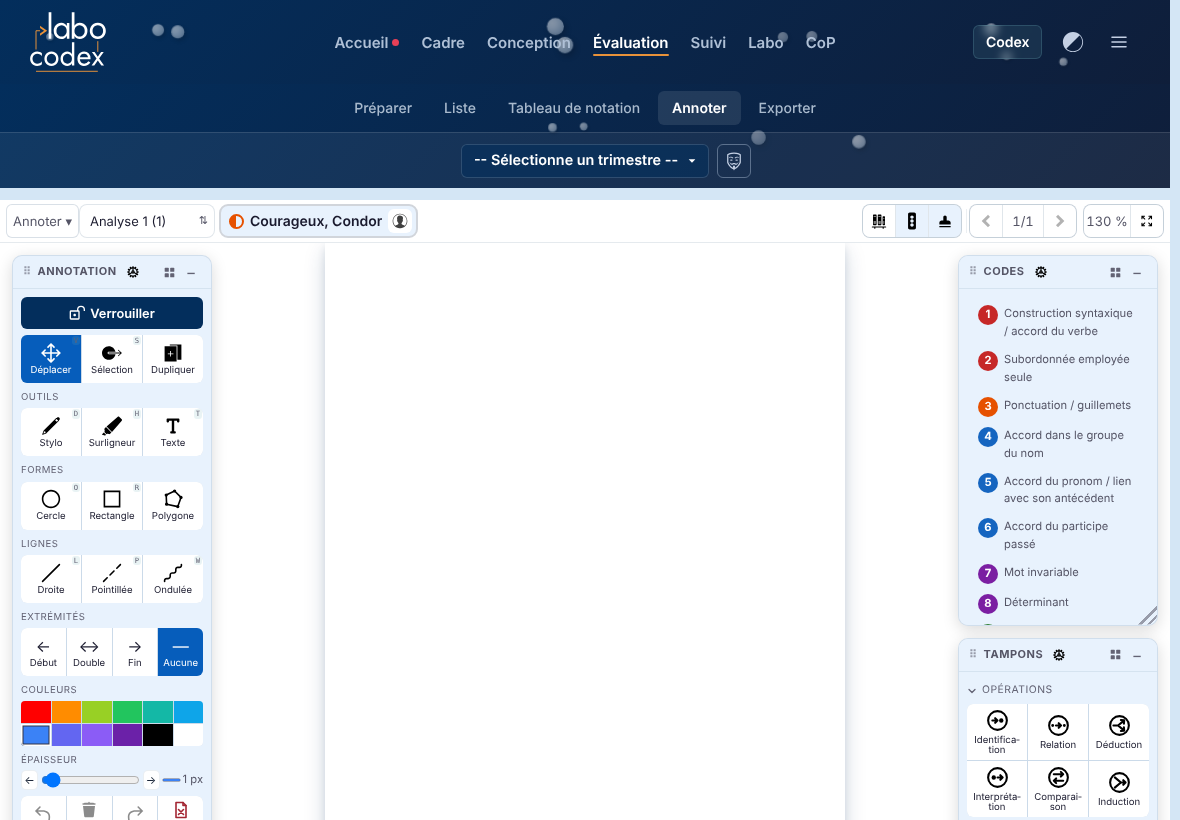 labo
codex
Accueil Cadre Conception Évaluation Suivi Labo CoP
Codex
Préparer Liste Tableau de notation Annoter Exporter
-- Sélectionne un trimestre --
Annoter ▾ Analyse 1 (1) Courageux, Condor 1/1 130 %
ANNOTATION
Verrouiller
S
Déplacer Sélection Dupliquer
OUTILS
D H T
Stylo Surligneur Texte
FORMES
O R
Cercle Rectangle Polygone
LIGNES
L P W
Droite Pointillée Ondulée
EXTRÉMITÉS
Début Double Fin Aucune
COULEURS
ÉPAISSEUR
1 px
CODES
1 Construction syntaxique
/ accord du verbe
2 Subordonnée employée
seule
3 Ponctuation / guillemets
4 Accord dans le groupe
du nom
5 Accord du pronom / lien
avec son antécédent
6 Accord du participe
passé
7 Mot invariable
8 Déterminant
TAMPONS
OPÉRATIONS
Identifica-
tion
Relation Déduction
Interpréta-
tion
Comparai-
son
Induction